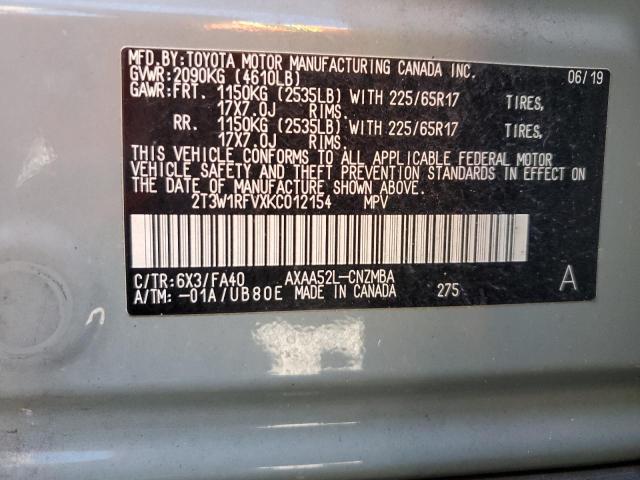 MFD.BY:TOYOTA MOTOR MANUFACTURING CANADA INC.
GVWR:2090KG (4610LB) 06/19
GAWR:FRT. 1150KG (2535LB) WITH 225/65R17 TIRES,
17X7.0J RIMS.
RR. 1150KG (2535LB) WITH 225/65R17 TIRES,
17X7.0J RIMS.
THIS VEHICLE CONFORMS TO ALL APPLICABLE FEDERAL MOTOR
VEHICLE SAFETY AND THEFT PREVENTION STANDARDS IN EFFECT ON
THE DATE OF MANUFACTURE SHOWN ABOVE.
2T3W1RFVXKC012154 MPV
C/TR:6X3/FA40 AXAA52L-CNZMBA A
A/TM: -01A/UB80E MADE IN CANADA 275